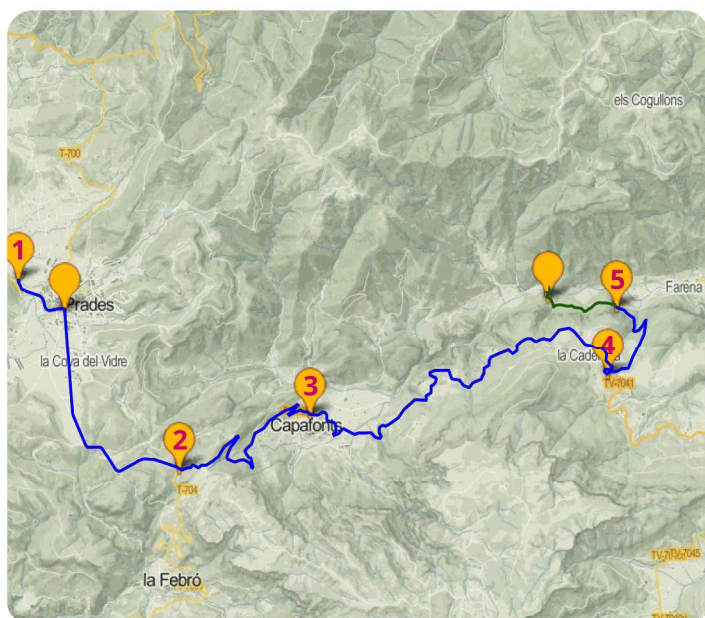 els Cogullons
T-700
1
Prades
5
Farena
la Cova del Vidre
4
TV-7041
3
Capafonts
2
T-704
la Febró
TV-7045